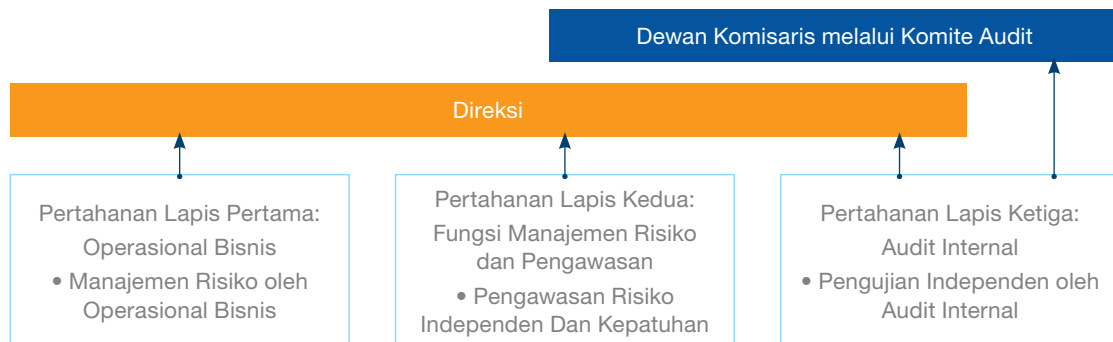 Dewan Komisaris melalui Komite Audit
Direksi
Pertahanan Lapis Pertama:
Operasional Bisnis
• Manajemen Risiko oleh
Operasional Bisnis
Pertahanan Lapis Kedua:
Fungsi Manajemen Risiko
dan Pengawasan
• Pengawasan Risiko
Independen Dan Kepatuhan
Pertahanan Lapis Ketiga:
Audit Internal
• Pengujian Independen oleh
Audit Internal